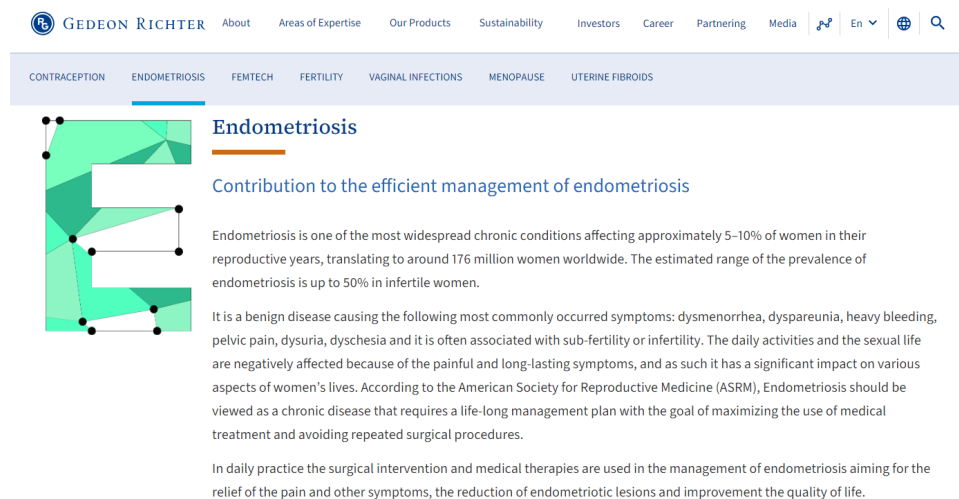 RG GEDEON RICHTER About Areas of Expertise Our Products Sustainability Investors Career Partnering Media En
CONTRACEPTION ENDOMETRIOSIS FEMTECH FERTILITY VAGINAL INFECTIONS MENOPAUSE UTERINE FIBROIDS
E
Endometriosis
Contribution to the efficient management of endometriosis
Endometriosis is one of the most widespread chronic conditions affecting approximately 5–10% of women in their
reproductive years, translating to around 176 million women worldwide. The estimated range of the prevalence of
endometriosis is up to 50% in infertile women.
It is a benign disease causing the following most commonly occurred symptoms: dysmenorrhea, dyspareunia, heavy bleeding,
pelvic pain, dysuria, dyschesia and it is often associated with sub-fertility or infertility. The daily activities and the sexual life
are negatively affected because of the painful and long-lasting symptoms, and as such it has a significant impact on various
aspects of women's lives. According to the American Society for Reproductive Medicine (ASRM), Endometriosis should be
viewed as a chronic disease that requires a life-long management plan with the goal of maximizing the use of medical
treatment and avoiding repeated surgical procedures.
In daily practice the surgical intervention and medical therapies are used in the management of endometriosis aiming for the
relief of the pain and other symptoms, the reduction of endometriotic lesions and improvement the quality of life.